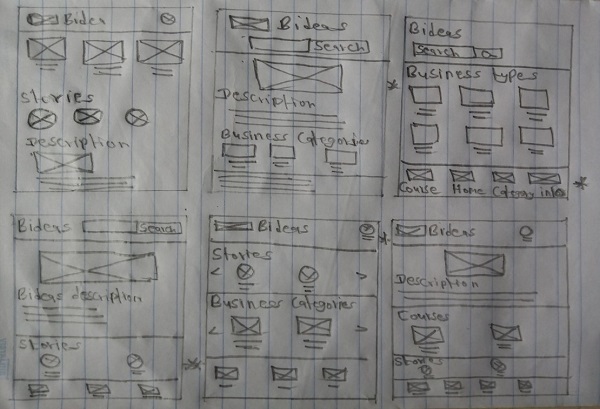 Bidea
Stories
Description
Bideas
Search
Description
Business Categories
Bideas
Search
Business types
Course Home Category info
Bideas Search
Bideas description
Stories
Bideas
Stories
< >
Business Categories
< >
Bideas
Description
Courses
Stories